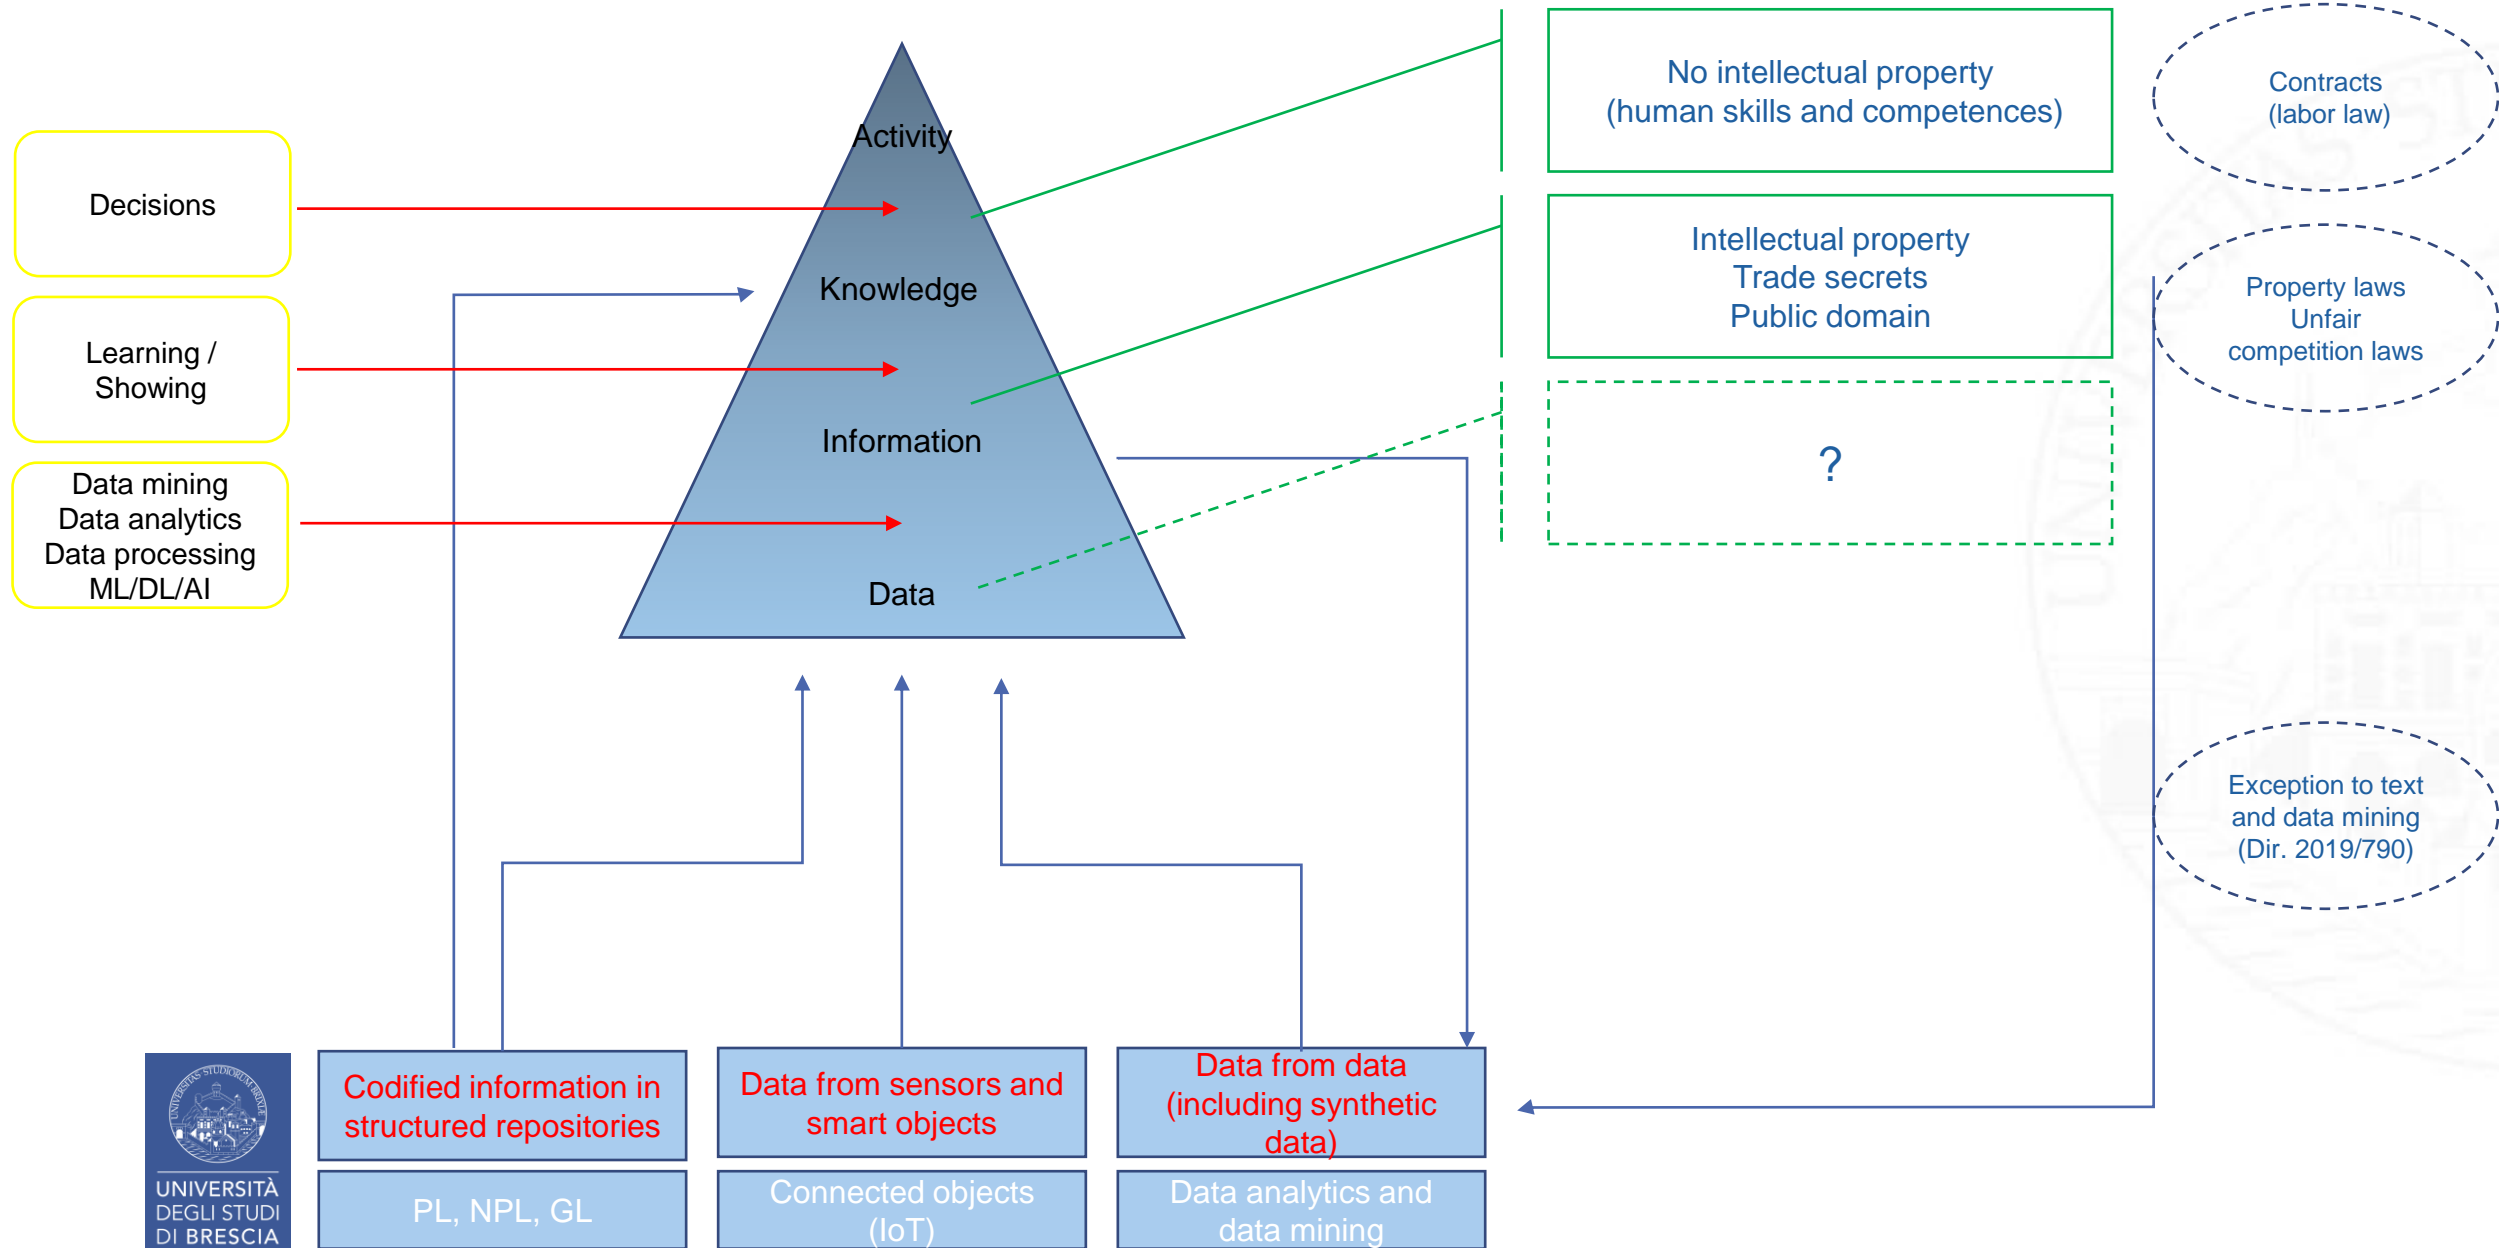 Decisions
Learning /
Showing
Data mining
Data analytics
Data processing
ML/DL/AI
Activity
Knowledge
Information
Data
No intellectual property
(human skills and competences)
Intellectual property
Trade secrets
Public domain
?
Contracts
(labor law)
Property laws
Unfair
competition laws
Exception to text
and data mining
(Dir. 2019/790)
Codified information in
structured repositories
PL, NPL, GL
Data from sensors and
smart objects
Connected objects
(IoT)
Data from data
(including synthetic
data)
Data analytics and
data mining
UNIVERSITÀ
DEGLI STUDI
DI BRESCIA